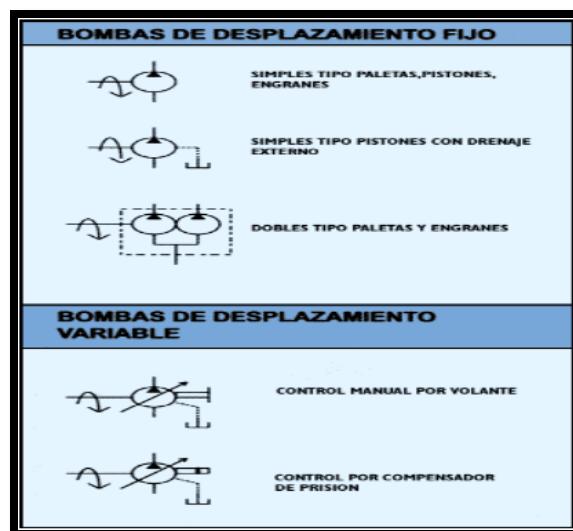 BOMBAS DE DESPLAZAMIENTO FIJO
SIMPLES TIPO PALETAS,PISTONES,
ENGRANES
SIMPLES TIPO PISTONES CON DRENAJE
EXTERNO
DOBLES TIPO PALETAS Y ENGRANES
BOMBAS DE DESPLAZAMIENTO
VARIABLE
CONTROL MANUAL POR VOLANTE
CONTROL POR COMPENSADOR
DE PRISION